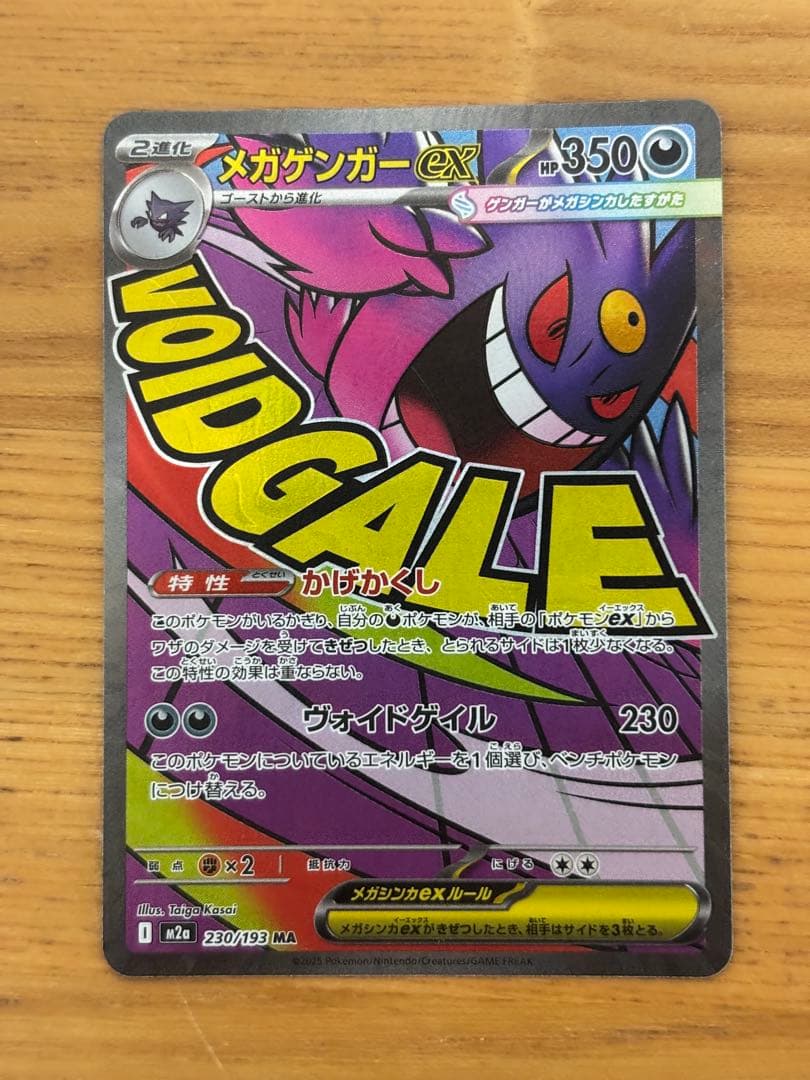 2進化
メガゲンガーex
HP350
ゴーストから進化
ゲンガーがメガシンカしたすがた
VOIDGALE
特性 とくせい かげかくし
このポケモンがいるかぎり、自分のポケモンが、相手の「ポケモンex」から
ワザのダメージを受けてきぜつしたとき、とられるサイドは1枚少なくなる。
この特性の効果は重ならない。
ヴォイドゲイル 230
このポケモンについているエネルギーを1個選び、ベンチポケモン
につけ替える。
弱点 ×2 抵抗力 にげる
メガシンカexルール
メガシンカexがきぜつしたとき、相手はサイドを3枚とる。
Illus. Taiga Kasai
I m2a 230/193 MA
©2025 Pokémon/Nintendo/Creatures/GAME FREAK